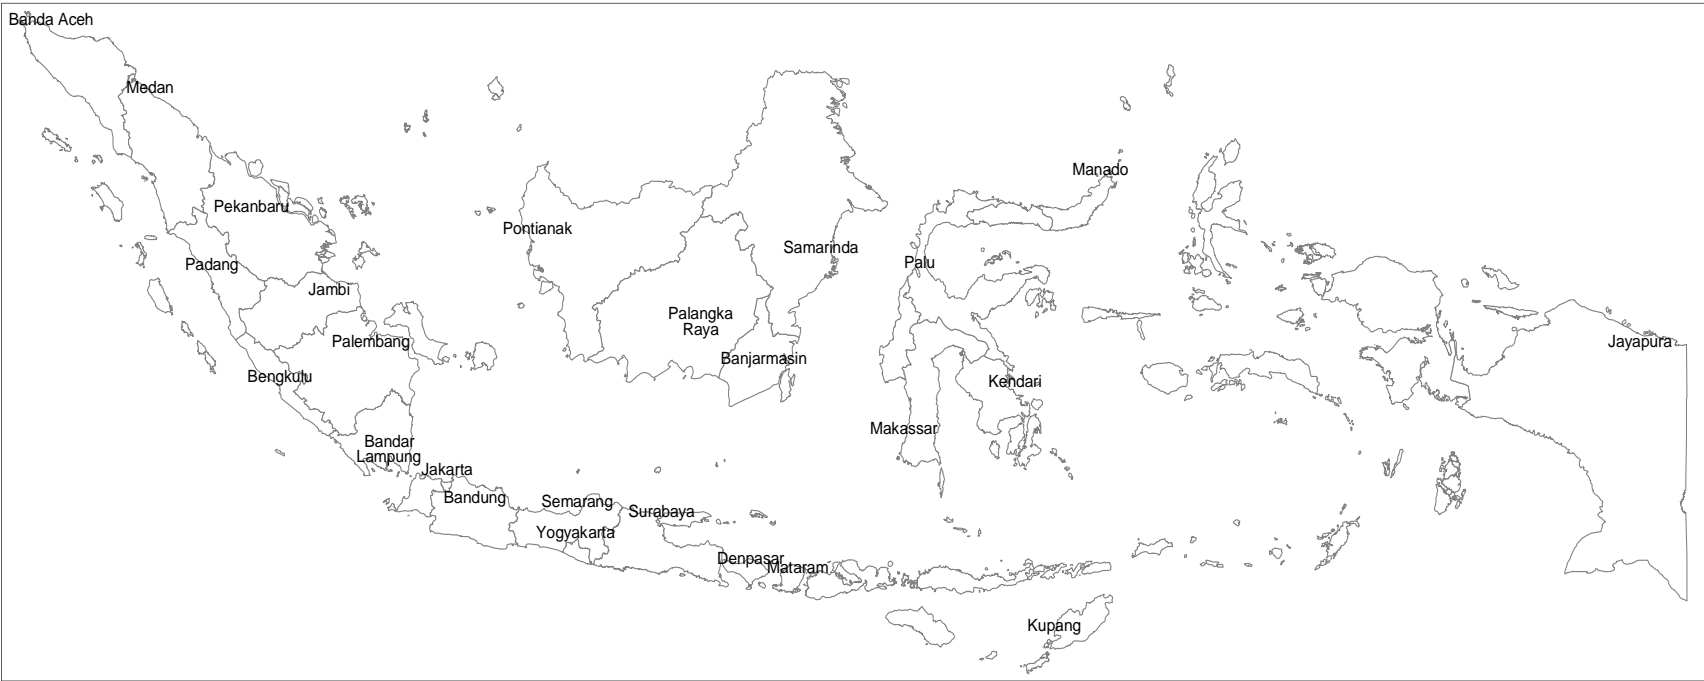 Banda Aceh
Medan
Manado
Pekanbaru
Pontianak
Samarinda
Padang
Palu
Jambi
Palangka
Raya
Palembang
Jayapura
Banjarmasin
Bengkulu
Kendari
Makassar
Bandar
Lampung
Jakarta
Bandung
Semarang
Surabaya
Yogyakarta
Denpasar
Mataram
Kupang